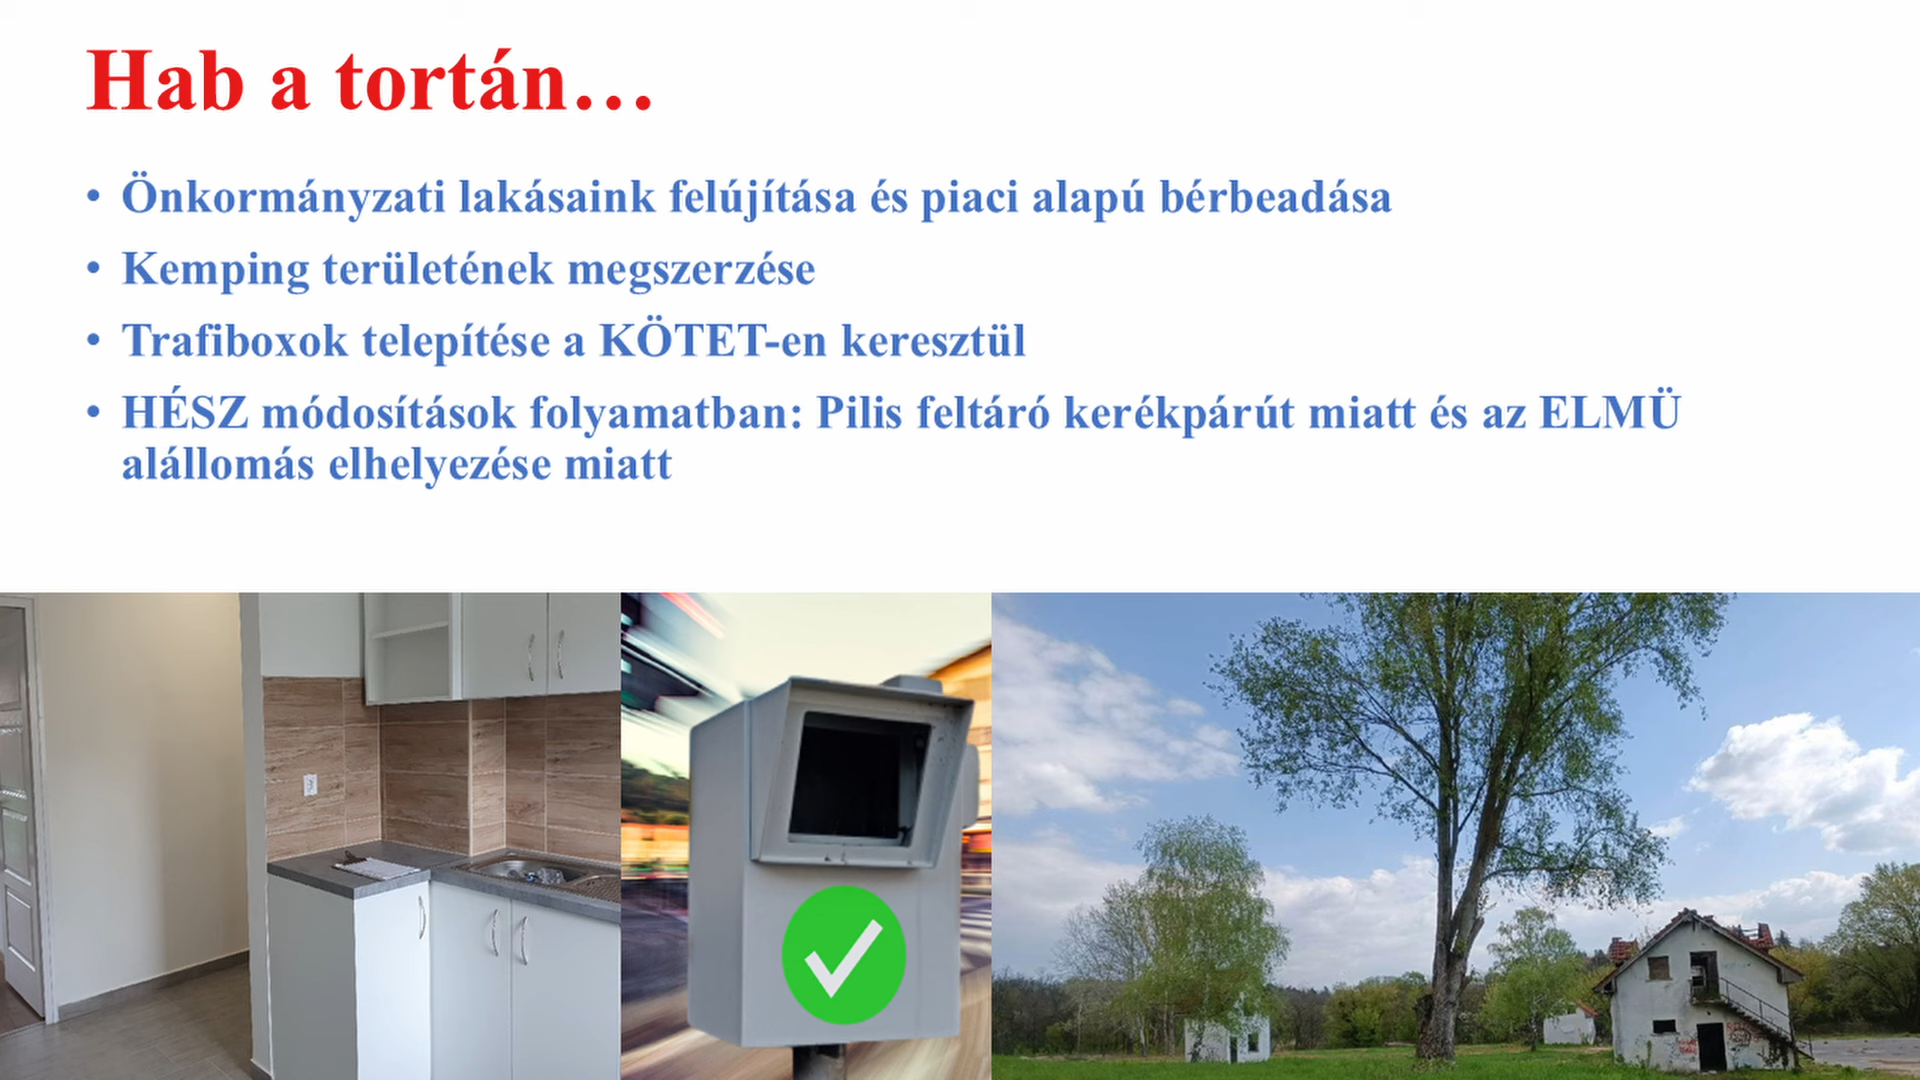 Hab a tortán…
• Önkormányzati lakásaink felújítása és piaci alapú bérbeadása
• Kemping területének megszerzése
• Trafiboxok telepítése a KÖTET-en keresztül
• HÉSZ módosítások folyamatban: Pilis feltáró kerékpárút miatt és az ELMÜ
alállomás elhelyezése miatt